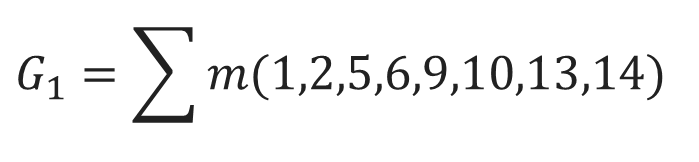 G₁ = ∑ m(1,2,5,6,9,10,13,14)